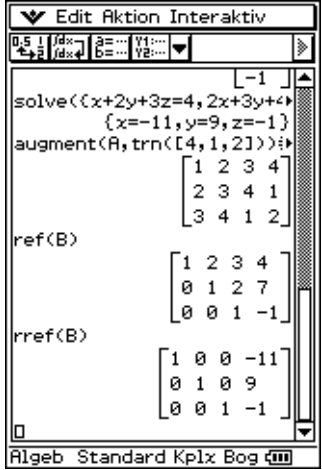 Edit Aktion Interaktiv
[-1 ]
solve({x+2y+3z=4,2x+3y+4
{x=-11,y=9,z=-1}
augment(A,trn([4,1,2]))
[1 2 3 4]
[2 3 4 1]
[3 4 1 2]
ref(B)
[1 2 3 4]
[0 1 2 7]
[0 0 1 -1]
rref(B)
[1 0 0 -11]
[0 1 0 9]
[0 0 1 -1]
Algeb Standard Kplx Bog